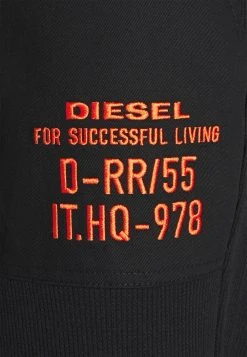 DIESEL
FOR SUCCESSFUL LIVING
D-RR/55
IT.HQ-978